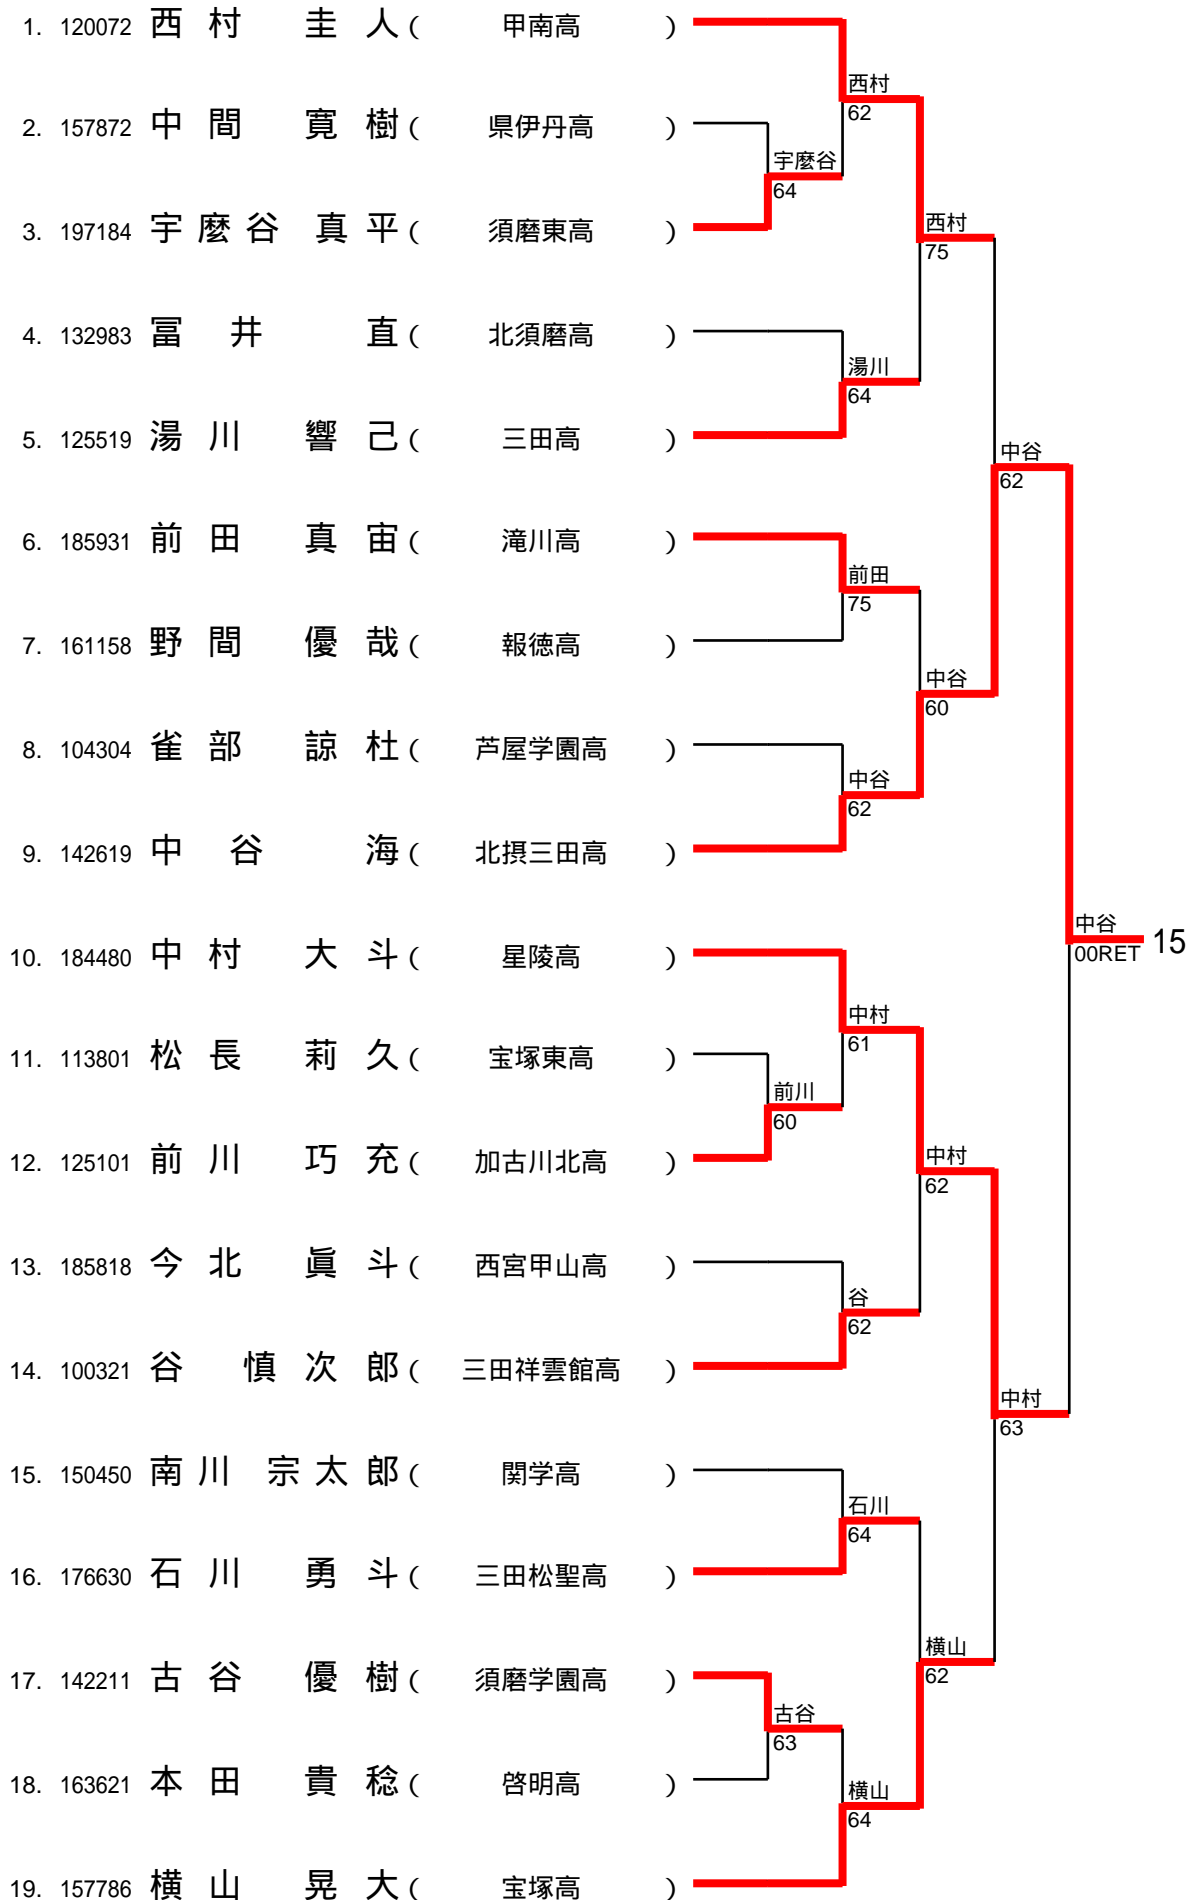 1. 120072 西村 圭人 ( 甲南高 )
西村
62
2. 157872 中間 寛樹 ( 県伊丹高 )
宇麼谷
64
3. 197184 宇麼谷 真平 ( 須磨東高 )
西村
75
4. 132983 冨井 直 ( 北須磨高 )
湯川
64
5. 125519 湯川 響己 ( 三田高 )
中谷
62
6. 185931 前田 真宙 ( 滝川高 )
前田
75
7. 161158 野間 優哉 ( 報徳高 )
中谷
60
8. 104304 雀部 諒杜 ( 芦屋学園高 )
中谷
62
9. 142619 中谷 海 ( 北摂三田高 )
中谷
00RET 15
10. 184480 中村 大斗 ( 星陵高 )
中村
61
11. 113801 松長 莉久 ( 宝塚東高 )
前川
60
12. 125101 前川 巧充 ( 加古川北高 )
中村
62
13. 185818 今北 眞斗 ( 西宮甲山高 )
谷
62
14. 100321 谷 慎次郎 ( 三田祥雲館高 )
中村
63
15. 150450 南川 宗太郎 ( 関学高 )
石川
64
16. 176630 石川 勇斗 ( 三田松聖高 )
横山
62
17. 142211 古谷 優樹 ( 須磨学園高 )
古谷
63
18. 163621 本田 貴稔 ( 啓明高 )
横山
64
19. 157786 横山 晃大 ( 宝塚高 )